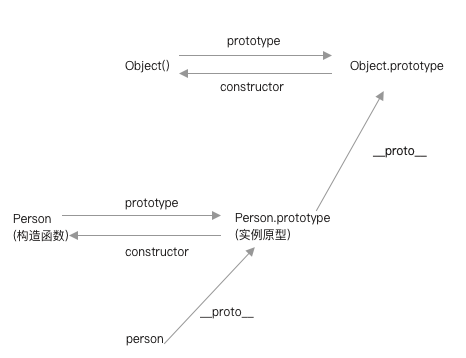 prototype
Object()
Object.prototype
constructor
__proto__
prototype
Person
(构造函数)
Person.prototype
(实例原型)
constructor
__proto__
person